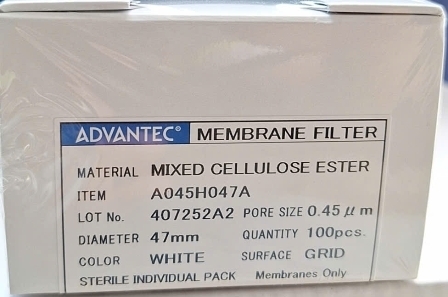 ADVANTEC® MEMBRANE FILTER
MATERIAL MIXED CELLULOSE ESTER
ITEM A045H047A
LOT No. 407252A2 PORE SIZE 0.45 μm
DIAMETER 47mm QUANTITY 100pcs.
COLOR WHITE SURFACE GRID
STERILE INDIVIDUAL PACK Membranes Only